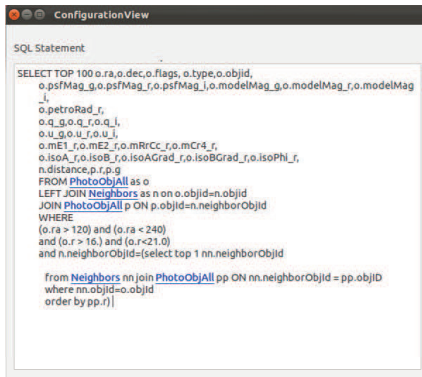 ConfigurationView
SQL Statement
SELECT TOP 100 o.ra,o.dec,o.flags, o.type,o.objid,
o.psfMag_g,o.psfMag_r,o.psfMag_i,o.modelMag_g,o.modelMag_r,o.modelMag
_i,
o.petroRad_r,
o.q_g,o.q_r,o.q_i,
o.u_g,o.u_r,o.u_i,
o.mE1_r,o.mE2_r,o.mRrCc_r,o.mCr4_r,
o.isoA_r,o.isoB_r,o.isoAGrad_r,o.isoBGrad_r,o.isoPhi_r,
n.distance,p.r,p.g
FROM PhotoObjAll as o
LEFT JOIN Neighbors as n on o.objid=n.objid
JOIN PhotoObjAll p ON p.objId=n.neighborObjId
WHERE
(o.ra > 120) and (o.ra < 240)
and (o.r > 16.) and (o.r<21.0)
and n.neighborObjId=(select top 1 nn.neighborObjId
from Neighbors nn join PhotoObjAll pp ON nn.neighborObjId = pp.objID
where nn.objId=o.objId
order by pp.r)